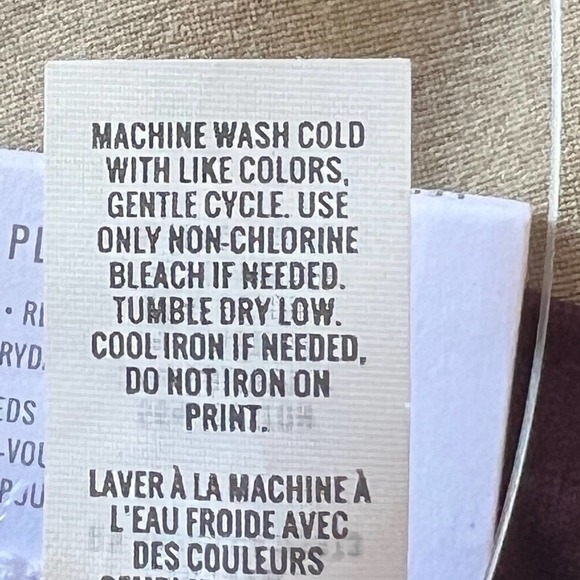 MACHINE WASH COLD
WITH LIKE COLORS,
GENTLE CYCLE. USE
ONLY NON-CHLORINE
BLEACH IF NEEDED.
TUMBLE DRY LOW.
COOL IRON IF NEEDED,
DO NOT IRON ON
PRINT.
LAVER À LA MACHINE À
L'EAU FROIDE AVEC
DES COULEURS